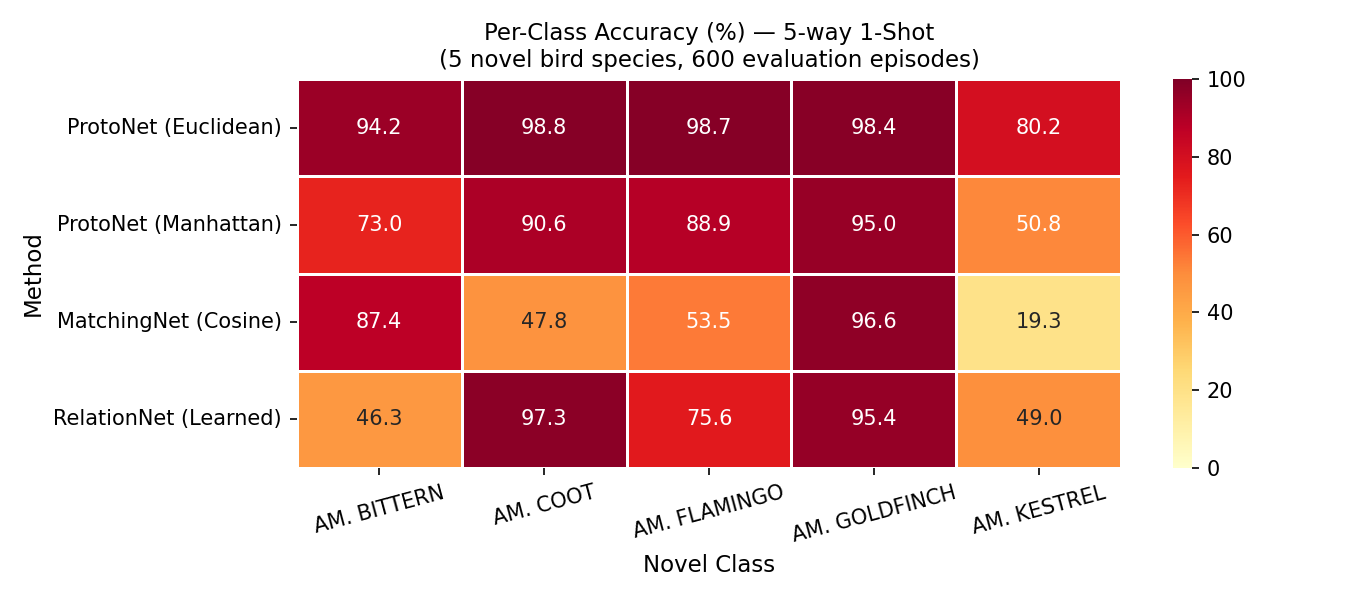 Per-Class Accuracy (%) — 5-way 1-Shot
(5 novel bird species, 600 evaluation episodes)
Method
ProtoNet (Euclidean) 94.2 98.8 98.7 98.4 80.2
ProtoNet (Manhattan) 73.0 90.6 88.9 95.0 50.8
MatchingNet (Cosine) 87.4 47.8 53.5 96.6 19.3
RelationNet (Learned) 46.3 97.3 75.6 95.4 49.0
AM. BITTERN AM. COOT AM. FLAMINGO AM. GOLDFINCH AM. KESTREL
Novel Class
100
80
60
40
20
0